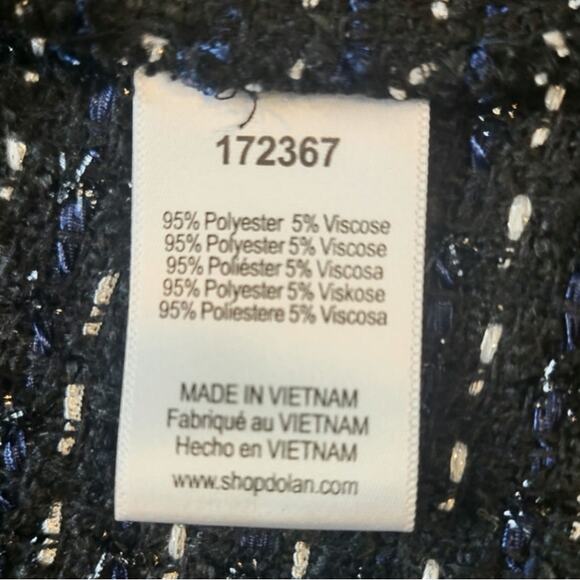 172367
95% Polyester 5% Viscose
95% Polyester 5% Viscose
95% Poliéster 5% Viscosa
95% Polyester 5% Viskose
95% Poliestere 5% Viscosa
MADE IN VIETNAM
Fabriqué au VIETNAM
Hecho en VIETNAM
www.shopdolan.com